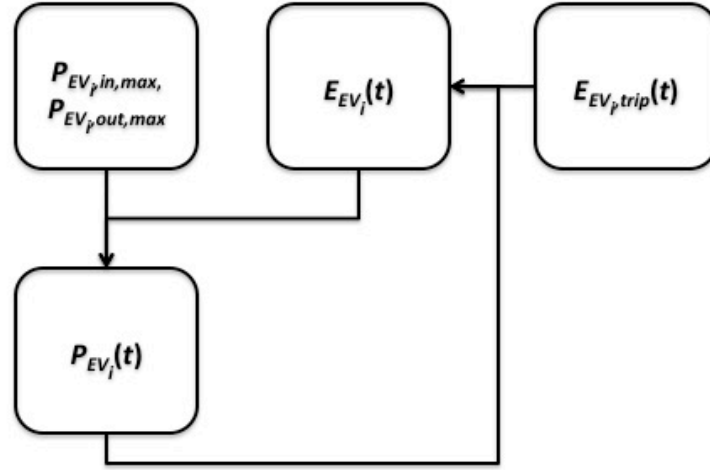 P_{EV_i,in,max},
P_{EV_i,out,max}
E_{EV_i}(t)
E_{EV_i,trip}(t)
P_{EV_i}(t)